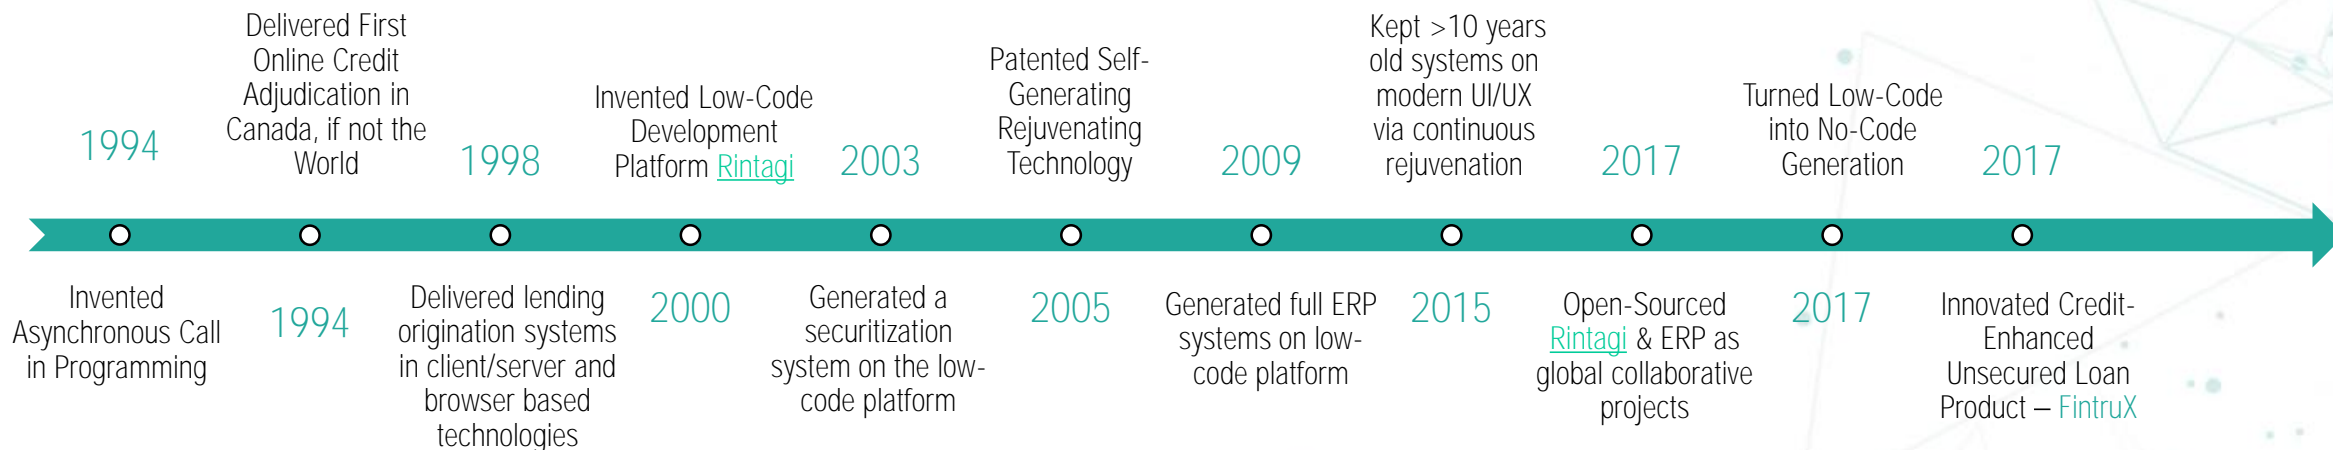 1994
Invented
Asynchronous Call
in Programming
Delivered First
Online Credit
Adjudication in
Canada, if not the
World
1994
1998
Delivered lending
origination systems
in client/server and
browser based
technologies
Invented Low-Code
Development
Platform Rintagi
2000
2003
Generated a
securitization
system on the low-
code platform
Patented Self-
Generating
Rejuvenating
Technology
2005
2009
Generated full ERP
systems on low-
code platform
Kept >10 years
old systems on
modern UI/UX
via continuous
rejuvenation
2015
2017
Open-Sourced
Rintagi & ERP as
global collaborative
projects
Turned Low-Code
into No-Code
Generation
2017
2017
Innovated Credit-
Enhanced
Unsecured Loan
Product – FintruX